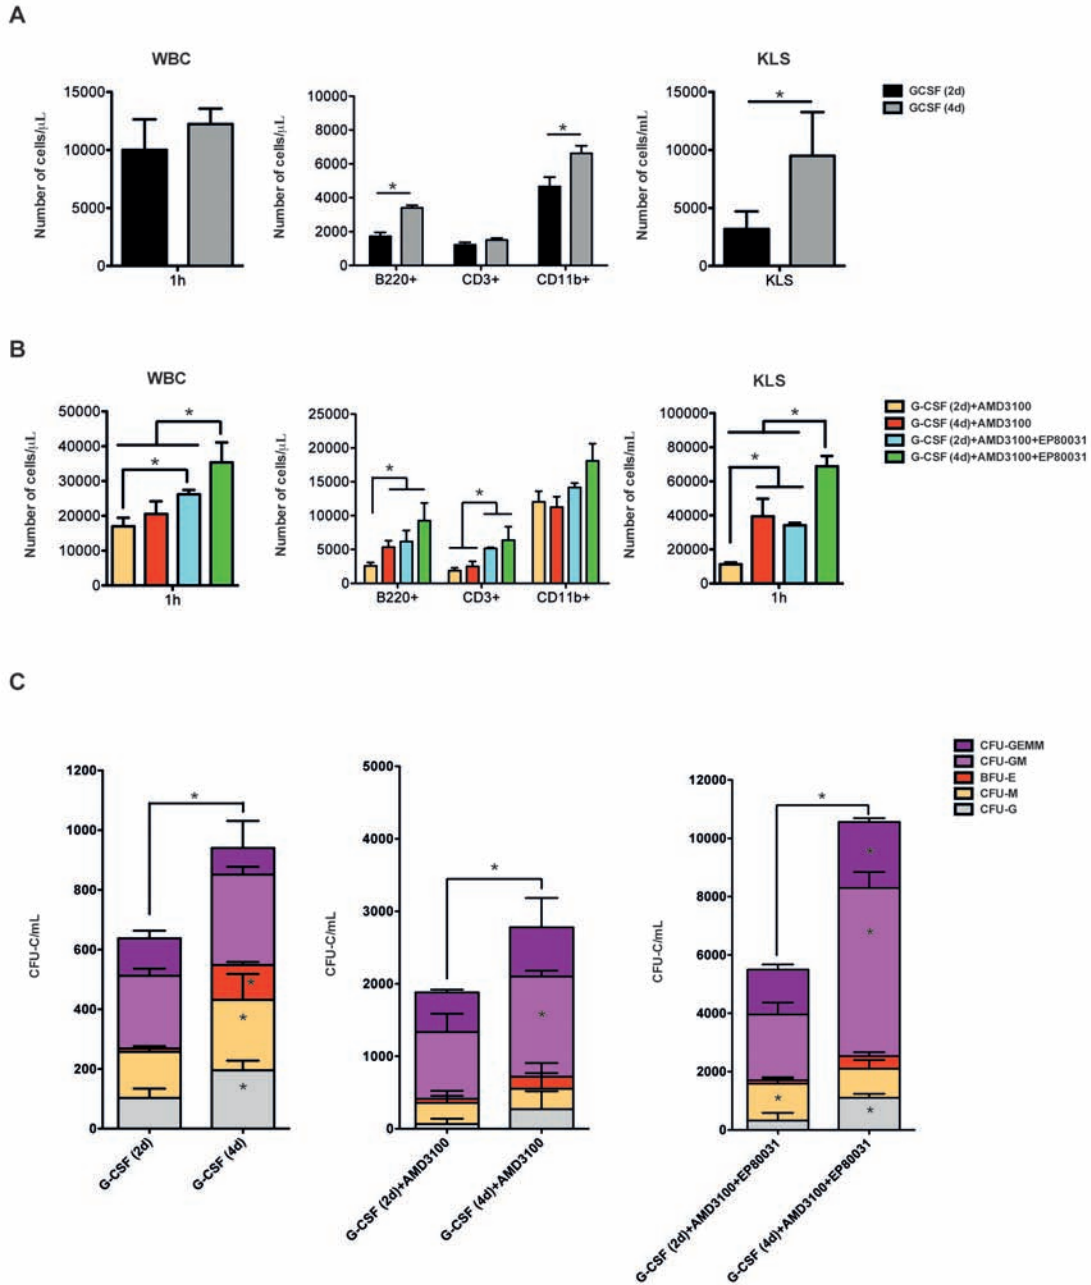 A
WBC
Number of cells/µL
15000
10000
5000
0
1h
Number of cells/µL
10000
8000
6000
4000
2000
0
*
*
B220+ CD3+ CD11b+
KLS
Number of cells/mL
15000
10000
5000
0
*
KLS
GCSF (2d)
GCSF (4d)
B
WBC
Number of cells/µL
50000
40000
30000
20000
10000
0
*
*
1h
Number of cells/µL
25000
20000
15000
10000
5000
0
*
*
B220+ CD3+ CD11b+
KLS
Number of cells/mL
100000
80000
60000
40000
20000
0
*
*
1h
G-CSF (2d)+AMD3100
G-CSF (4d)+AMD3100
G-CSF (2d)+AMD3100+EP80031
G-CSF (4d)+AMD3100+EP80031
C
CFU-C/mL
1200
1000
800
600
400
200
0
*
*
*
*
G-CSF (2d)
G-CSF (4d)
CFU-C/mL
5000
4000
3000
2000
1000
0
*
*
G-CSF (2d)+AMD3100
G-CSF (4d)+AMD3100
CFU-C/mL
12000
10000
8000
6000
4000
2000
0
*
*
*
*
*
G-CSF (2d)+AMD3100+EP80031
G-CSF (4d)+AMD3100+EP80031
CFU-GEMM
CFU-GM
BFU-E
CFU-M
CFU-G